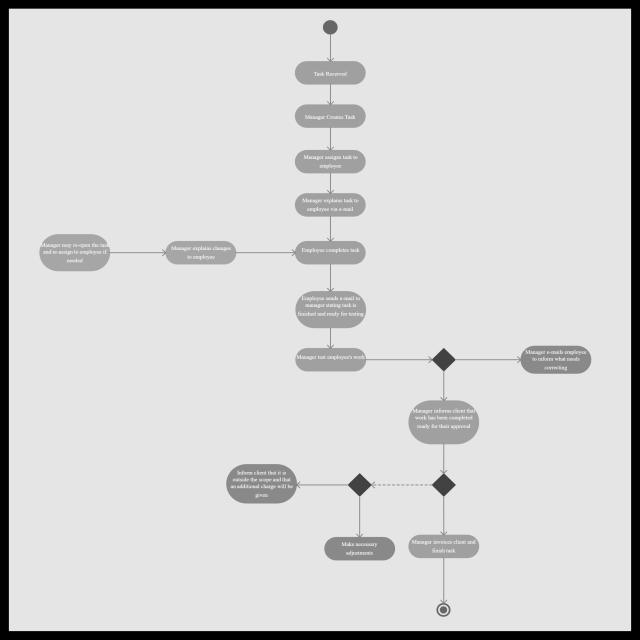 Task Received
Manager Creates Task
Manager assigns task to
employee
Manager explains task to
employee via e-mail
Manager may re-open the task
and re-assign to employee if
needed
Manager explains changes
to employee
Employee completes task
Employee sends e-mail to
manager stating task is
finished and ready for testing
Manager test employee's work
Manager e-mails employee
to inform what needs
correcting
Manager informs client that
work has been completed
ready for their approval
Inform client that it is
outside the scope and that
an additional charge will be
given
Make necessary
adjustments
Manager invoices client and
finish task